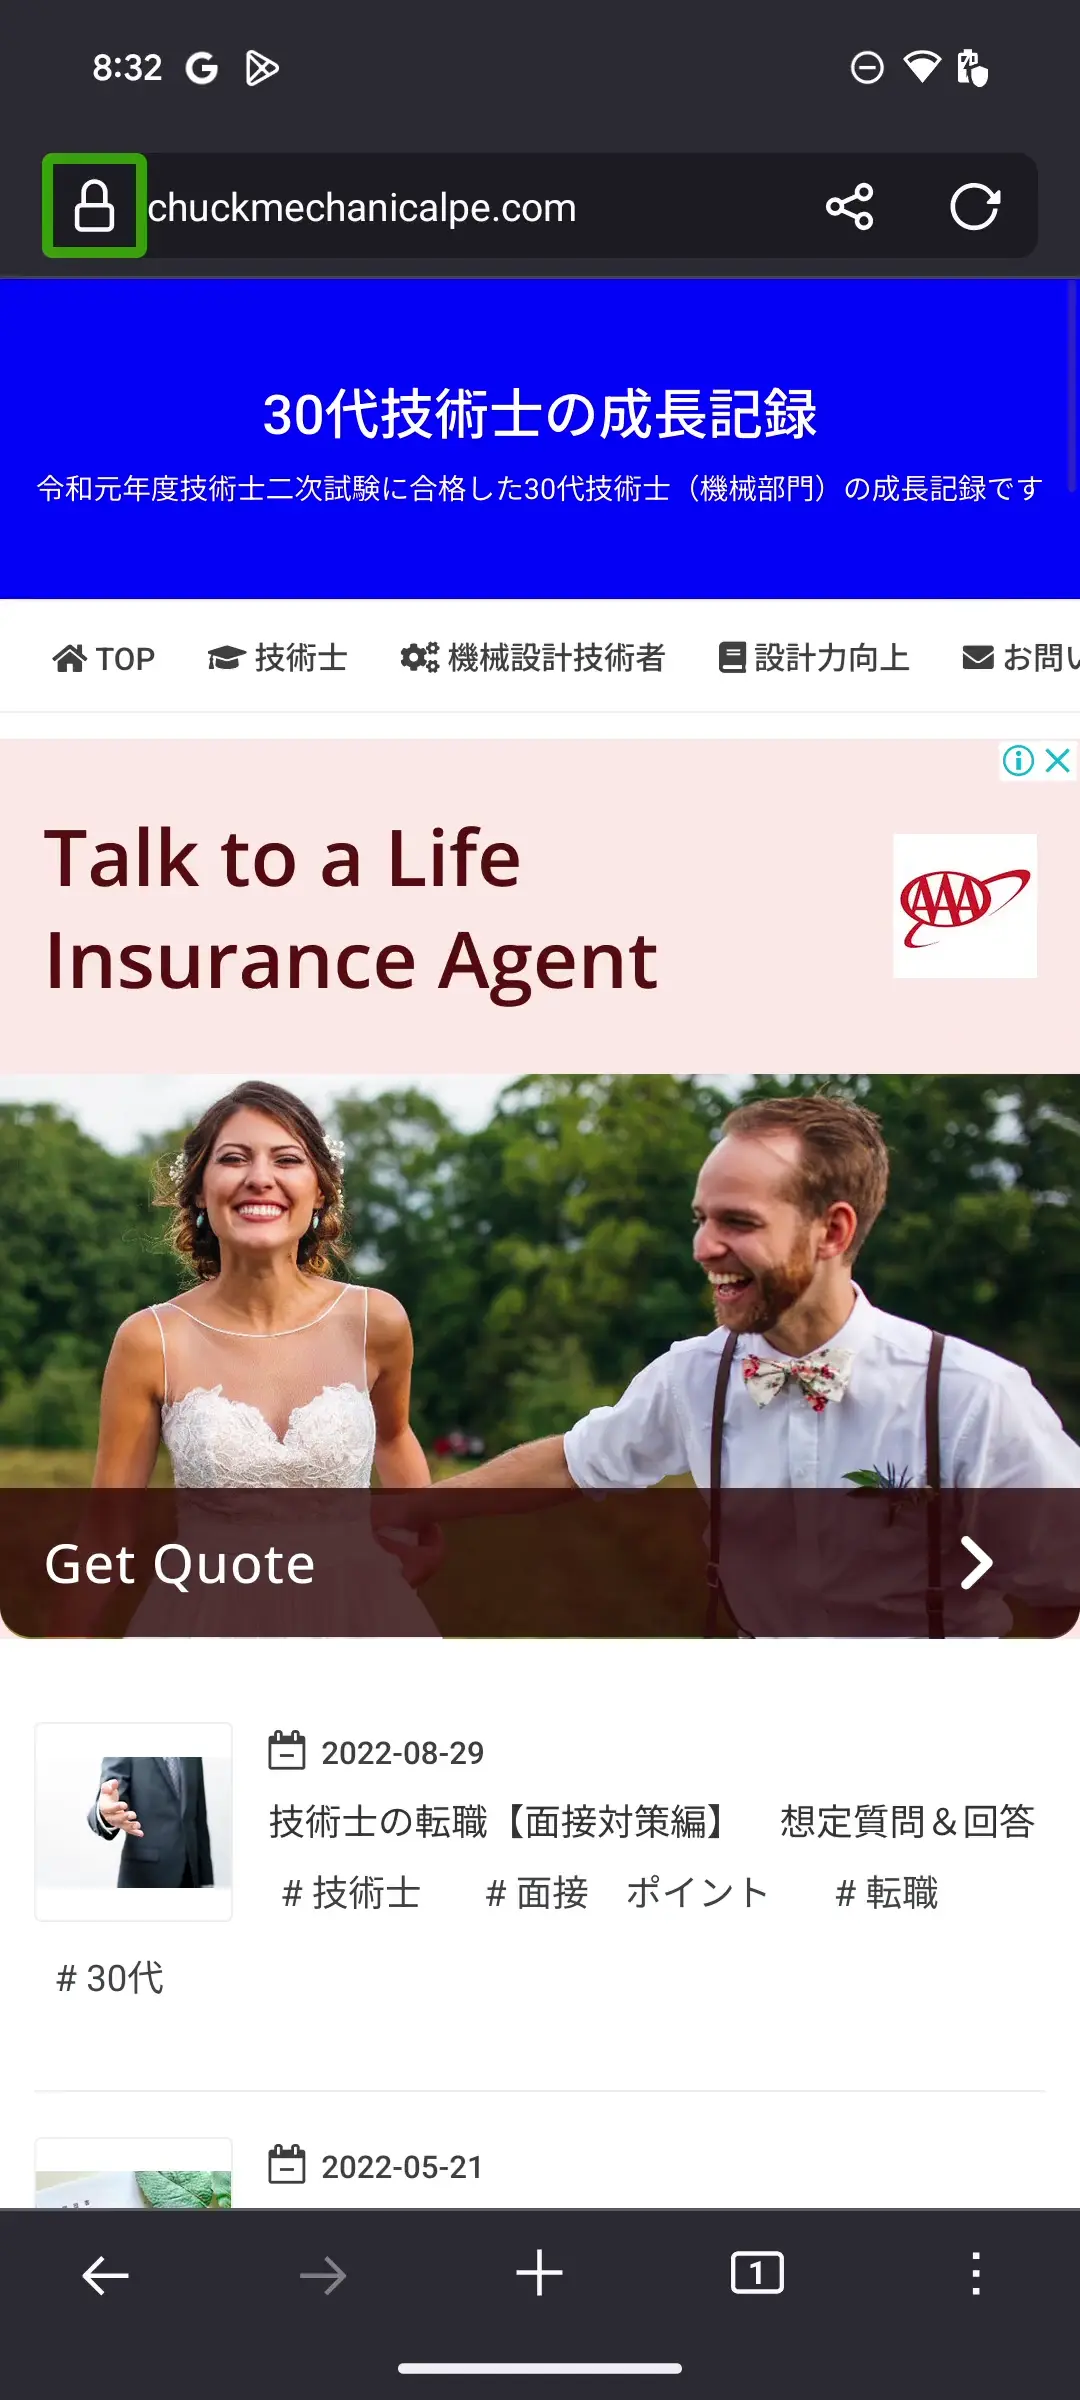 8:32
chuckmechanicalpe.com
30代技術士の成長記録
令和元年度技術士二次試験に合格した30代技術士（機械部門）の成長記録です
TOP 技術士 機械設計技術者 設計力向上 お問い
Talk to a Life
Insurance Agent
AAA
Get Quote
2022-08-29
技術士の転職【面接対策編】　想定質問＆回答
# 技術士 # 面接　ポイント # 転職
# 30代
2022-05-21
1